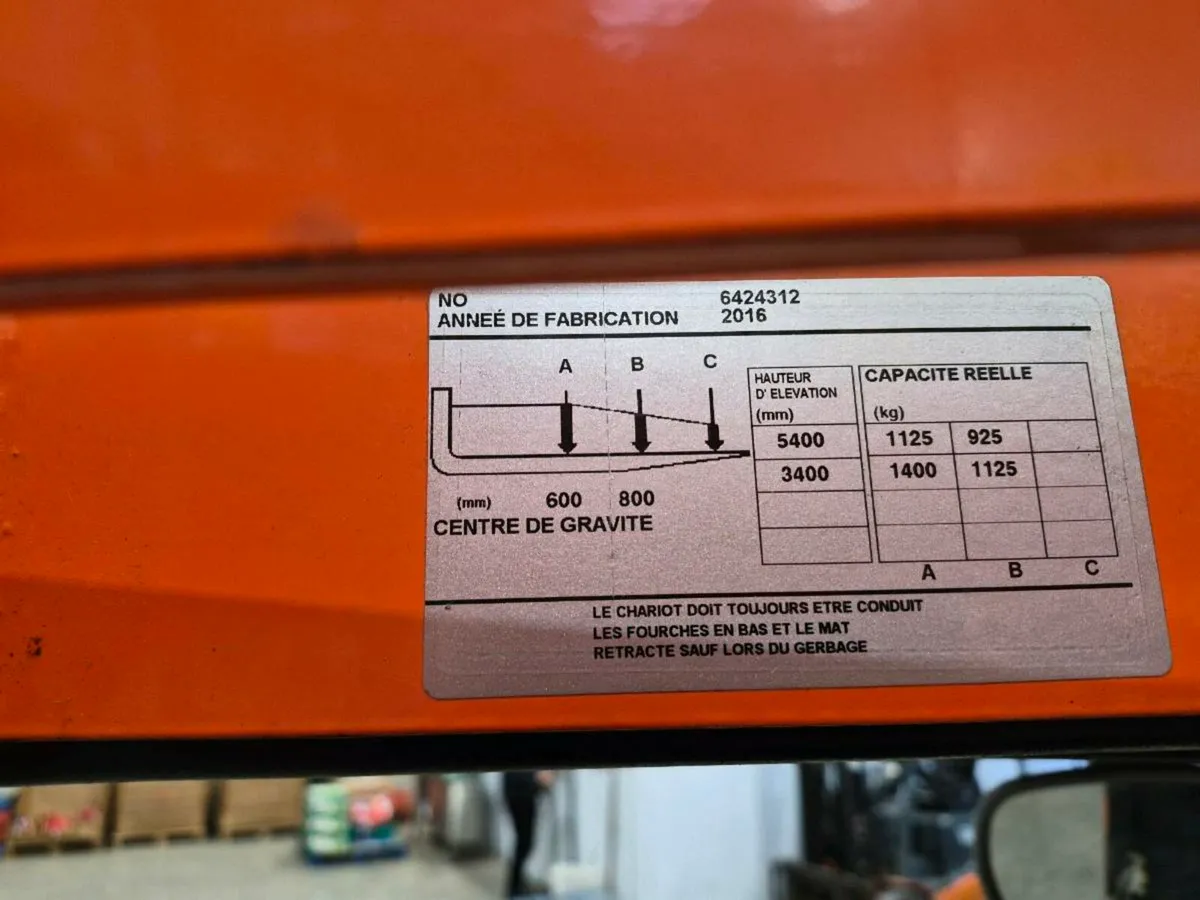 NO 6424312
ANNEÉ DE FABRICATION 2016
A B C
HAUTEUR
D' ELEVATION
(mm)
CAPACITE REELLE
(kg)
5400 1125 925
3400 1400 1125
(mm) 600 800
CENTRE DE GRAVITE
A B C
LE CHARIOT DOIT TOUJOURS ETRE CONDUIT
LES FOURCHES EN BAS ET LE MAT
RETRACTE SAUF LORS DU GERBAGE